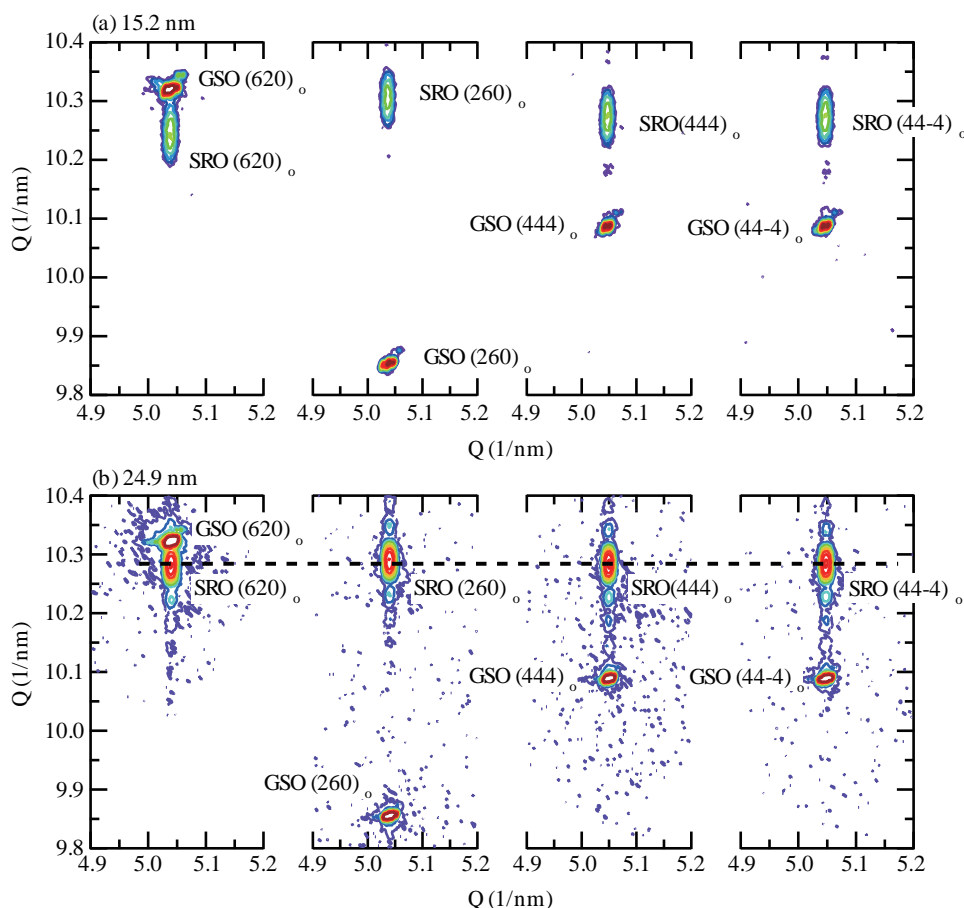 (a) 15.2 nm
10.4
10.3
10.2
10.1
10.0
9.9
9.8
Q (1/nm)
GSO (620) o
SRO (620) o
SRO (260) o
GSO (260) o
SRO(444) o
GSO (444) o
SRO (44-4) o
GSO (44-4) o
4.9 5.0 5.1 5.2 5.0 5.1 5.2 4.9 5.0 5.1 5.2 4.9 5.0 5.1 5.2
Q (1/nm)
(b) 24.9 nm
10.4
10.3
10.2
10.1
10.0
9.9
9.8
Q (1/nm)
GSO (620) o
SRO (620) o
SRO (260) o
GSO (260) o
SRO(444) o
GSO (444) o
SRO (44-4) o
GSO (44-4) o
4.9 5.0 5.1 5.2 4.9 5.0 5.1 5.2 4.9 5.0 5.1 5.2 4.9 5.0 5.1 5.2
Q (1/nm)